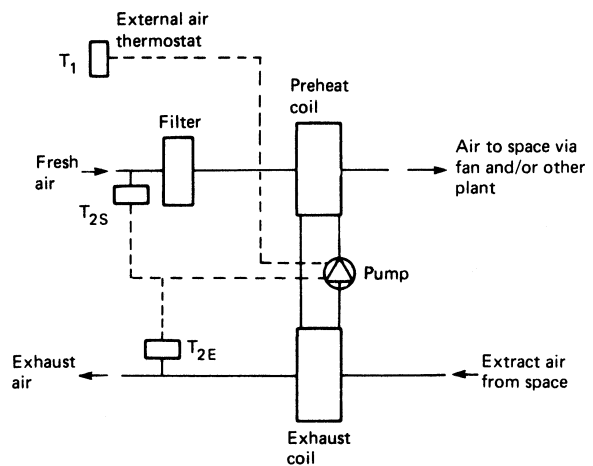 External air
thermostat
T1
Preheat
coil
Filter
Fresh
air
Air to space via
fan and/or other
plant
T2S
Pump
T2E
Exhaust
air
Extract air
from space
Exhaust
coil